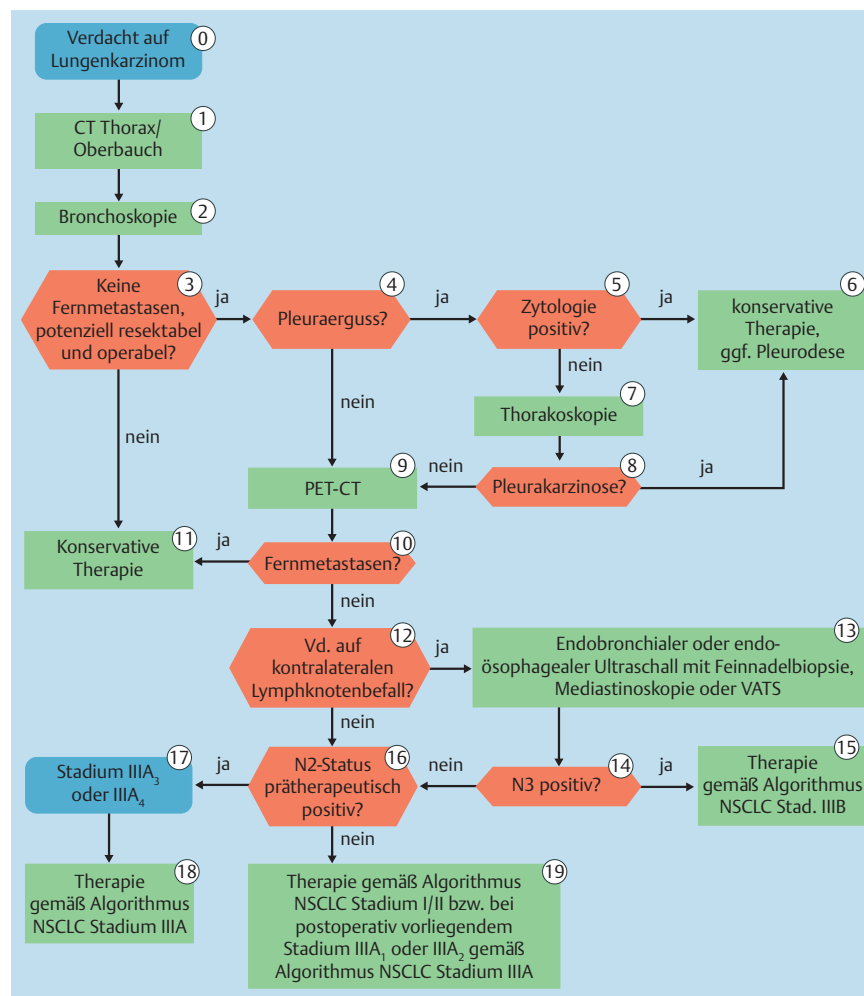 0
Verdacht auf
Lungenkarzinom
1
CT Thorax/
Oberbauch
2
Bronchoskopie
3
Keine
Fernmetastasen,
potenziell resektabel
und operabel?
ja
nein
4
Pleuraerguss?
ja
nein
5
Zytologie
positiv?
ja
nein
6
konservative
Therapie,
ggf. Pleurodese
7
Thorakoskopie
8
Pleurakarzinose?
nein
ja
9
PET-CT
10
Fernmetastasen?
ja
nein
11
Konservative
Therapie
12
Vd. auf
kontralateralen
Lymphknotenbefall?
ja
nein
13
Endobronchialer oder endo-
ösophagealer Ultraschall mit Feinnadelbiopsie,
Mediastinoskopie oder VATS
14
N3 positiv?
nein
ja
15
Therapie
gemäß Algorithmus
NSCLC Stad. IIIB
16
N2-Status
prätherapeutisch
positiv?
ja
nein
17
Stadium IIIA₃
oder IIIA₄
18
Therapie
gemäß Algorithmus
NSCLC Stadium IIIA
19
Therapie gemäß Algorithmus
NSCLC Stadium I/II bzw. bei
postoperativ vorliegendem
Stadium IIIA₁ oder IIIA₂ gemäß
Algorithmus NSCLC Stadium IIIA